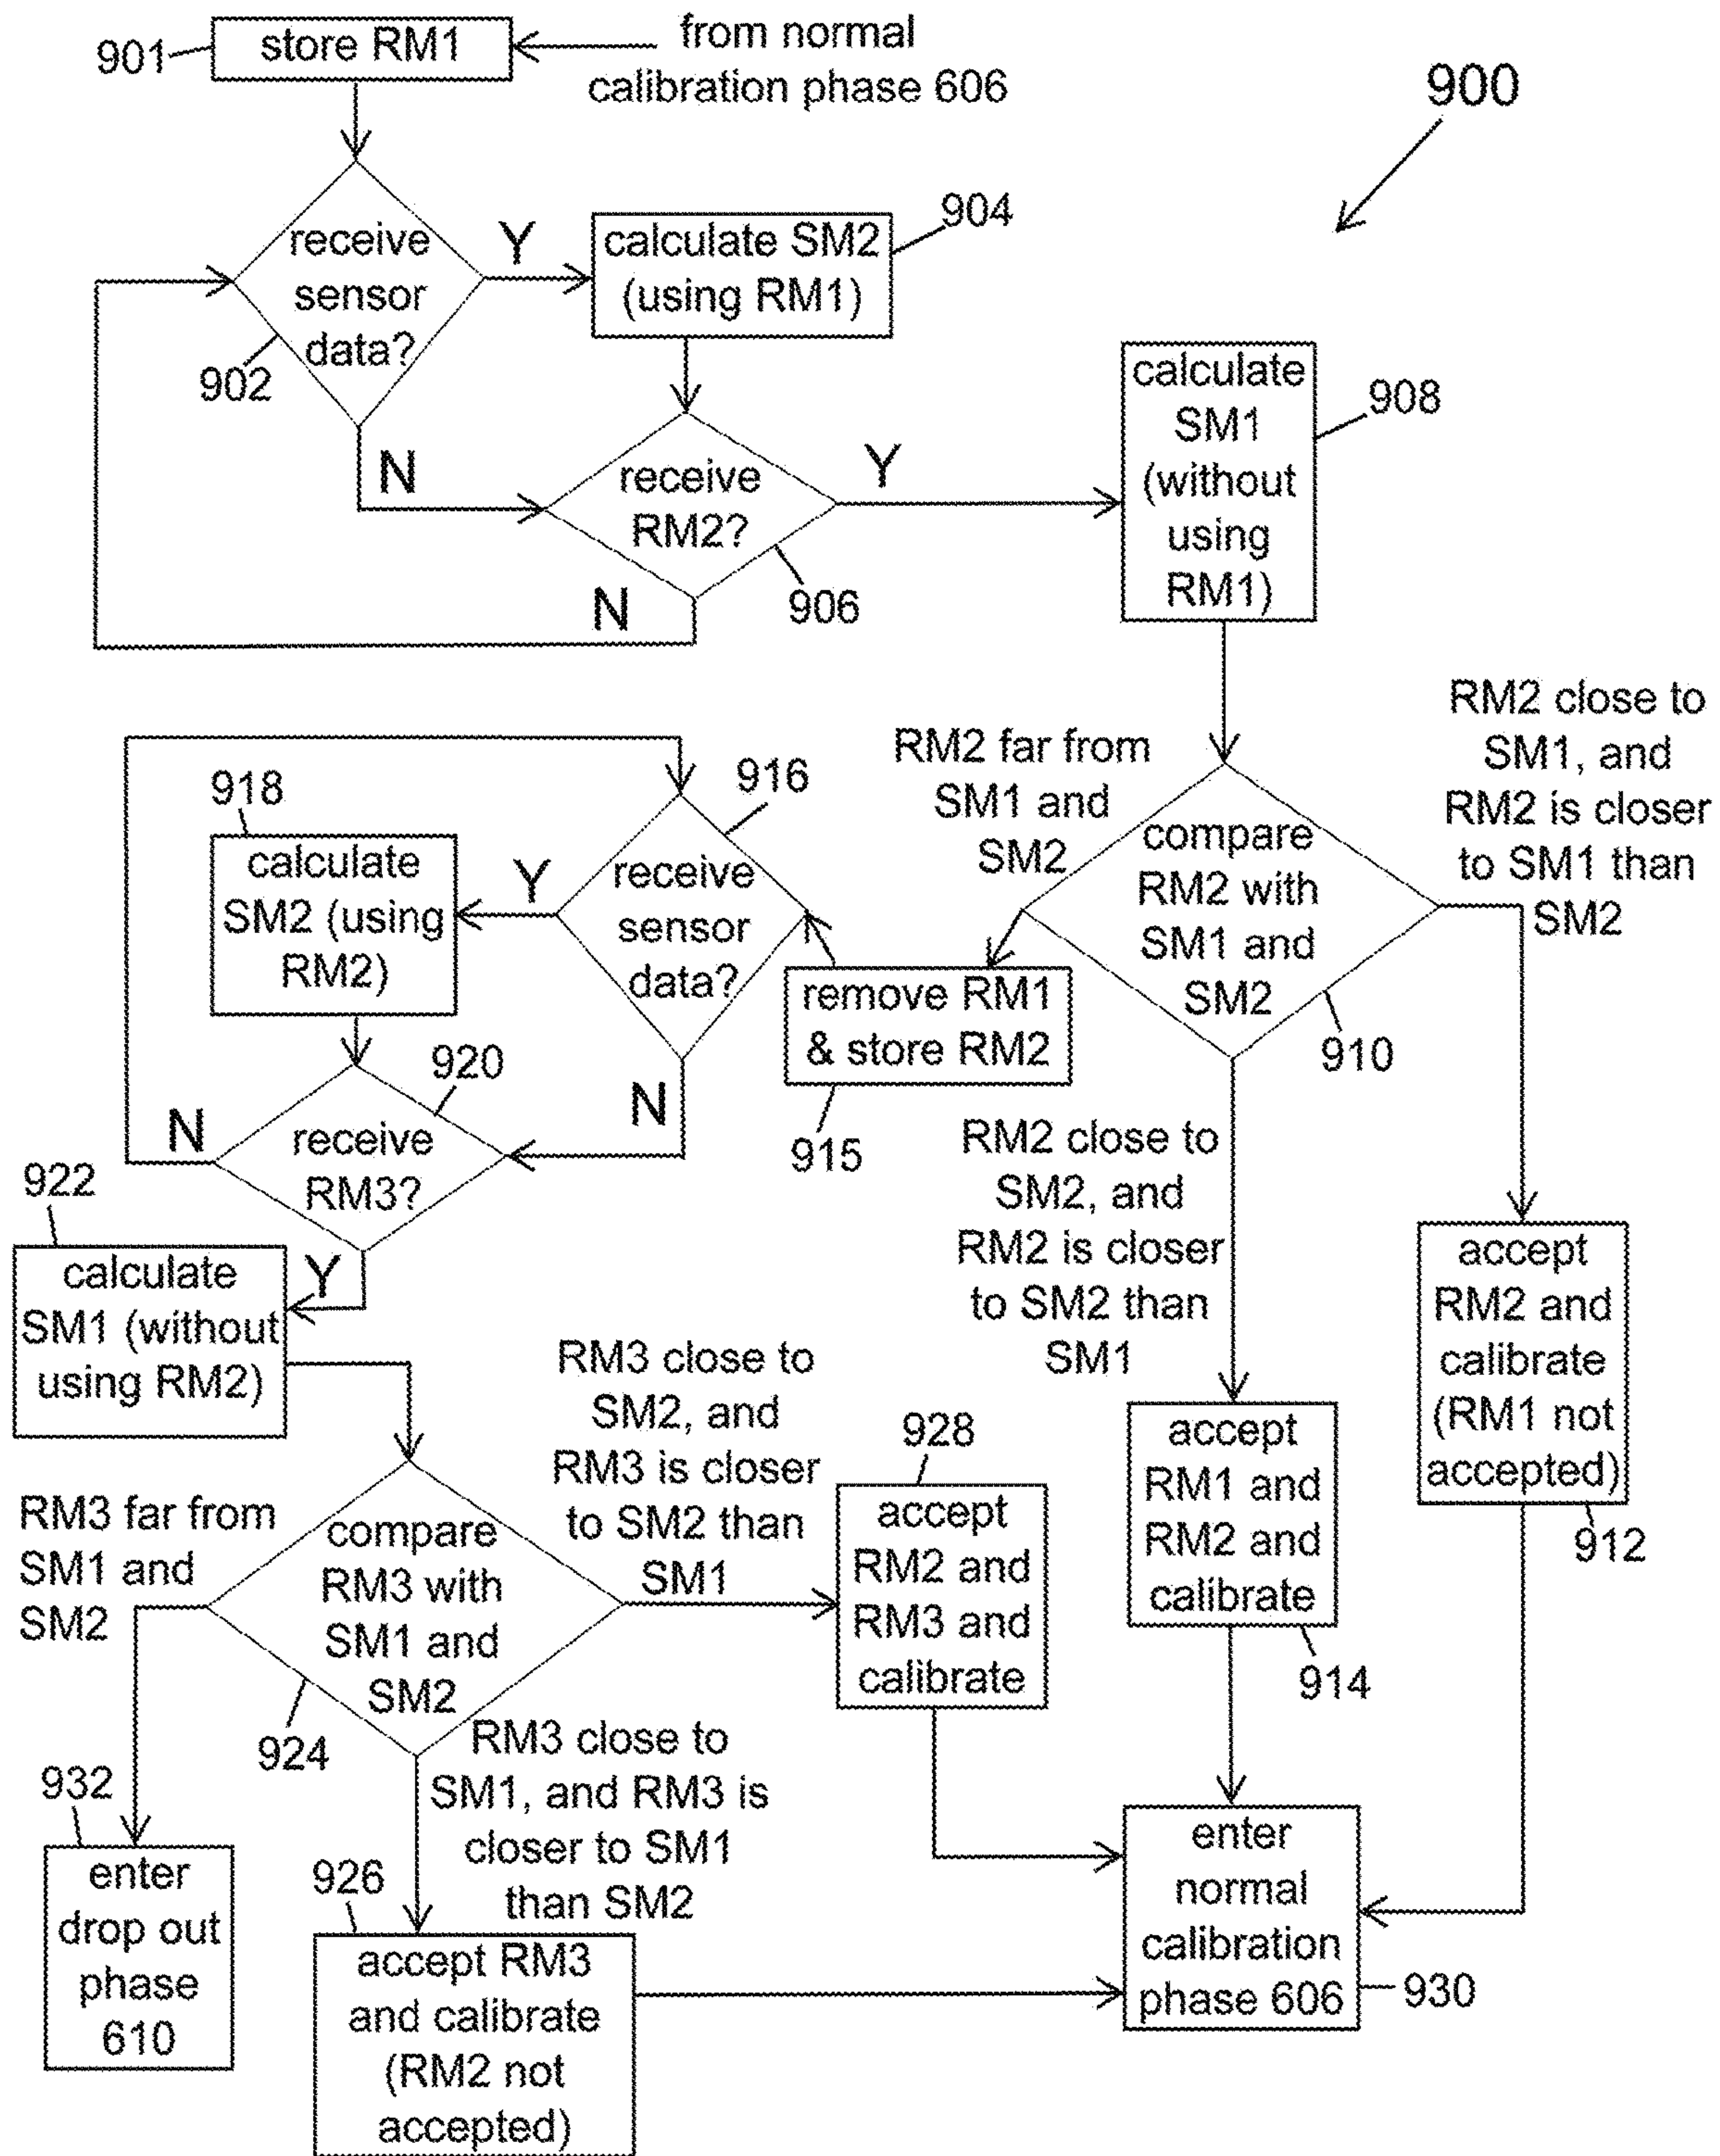 901
store RM1
from normal
calibration phase 606
900
receive
sensor
data?
902
Y
N
calculate SM2
(using RM1)
904
receive
RM2?
906
Y
N
calculate
SM1
(without
using
RM1)
908
RM2 far from
SM1 and
SM2
compare
RM2 with
SM1 and
SM2
910
RM2 close to
SM1, and
RM2 is closer
to SM1 than
SM2
916
receive
sensor
data?
Y
N
918
calculate
SM2 (using
RM2)
remove RM1
& store RM2
915
920
receive
RM3?
N
Y
RM2 close to
SM2, and
RM2 is closer
to SM2 than
SM1
922
calculate
SM1 (without
using RM2)
accept
RM2 and
calibrate
(RM1 not
accepted)
912
RM3 close to
SM2, and
RM3 is closer
to SM2 than
SM1
928
accept
RM2 and
RM3 and
calibrate
accept
RM1 and
RM2 and
calibrate
914
RM3 far from
SM1 and
SM2
compare
RM3 with
SM1 and
SM2
924
RM3 close to
SM1, and RM3 is
closer to SM1
than SM2
932
enter
drop out
phase
610
926
accept RM3
and calibrate
(RM2 not
accepted)
enter
normal
calibration
phase 606
930